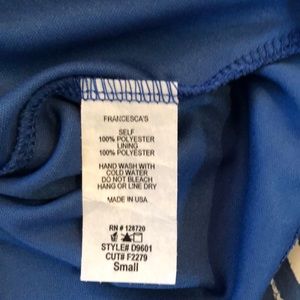 FRANCESCA'S
SELF
100% POLYESTER
LINING
100% POLYESTER
HAND WASH WITH
COLD WATER
DO NOT BLEACH
HANG OR LINE DRY
MADE IN USA
RN # 128720
STYLE# D9601
CUT# F2279
Small